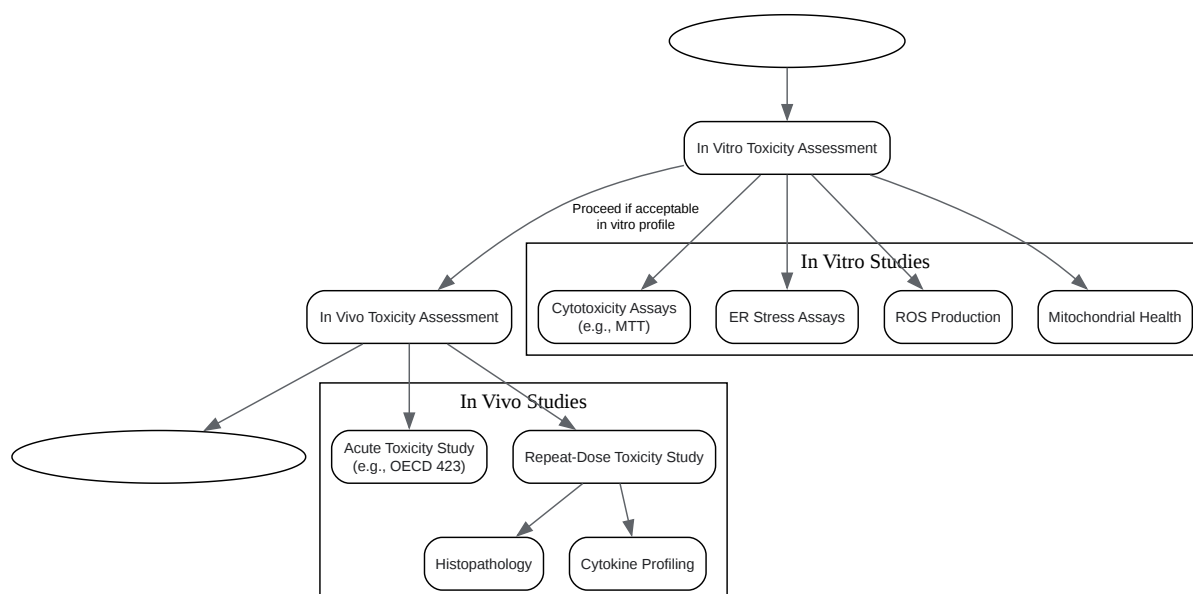 In Vitro Toxicity Assessment
Proceed if acceptable
in vitro profile
In Vitro Studies
In Vivo Toxicity Assessment
Cytotoxicity Assays
(e.g., MTT)
ER Stress Assays
ROS Production
Mitochondrial Health
In Vivo Studies
Acute Toxicity Study
(e.g., OECD 423)
Repeat-Dose Toxicity Study
Histopathology
Cytokine Profiling